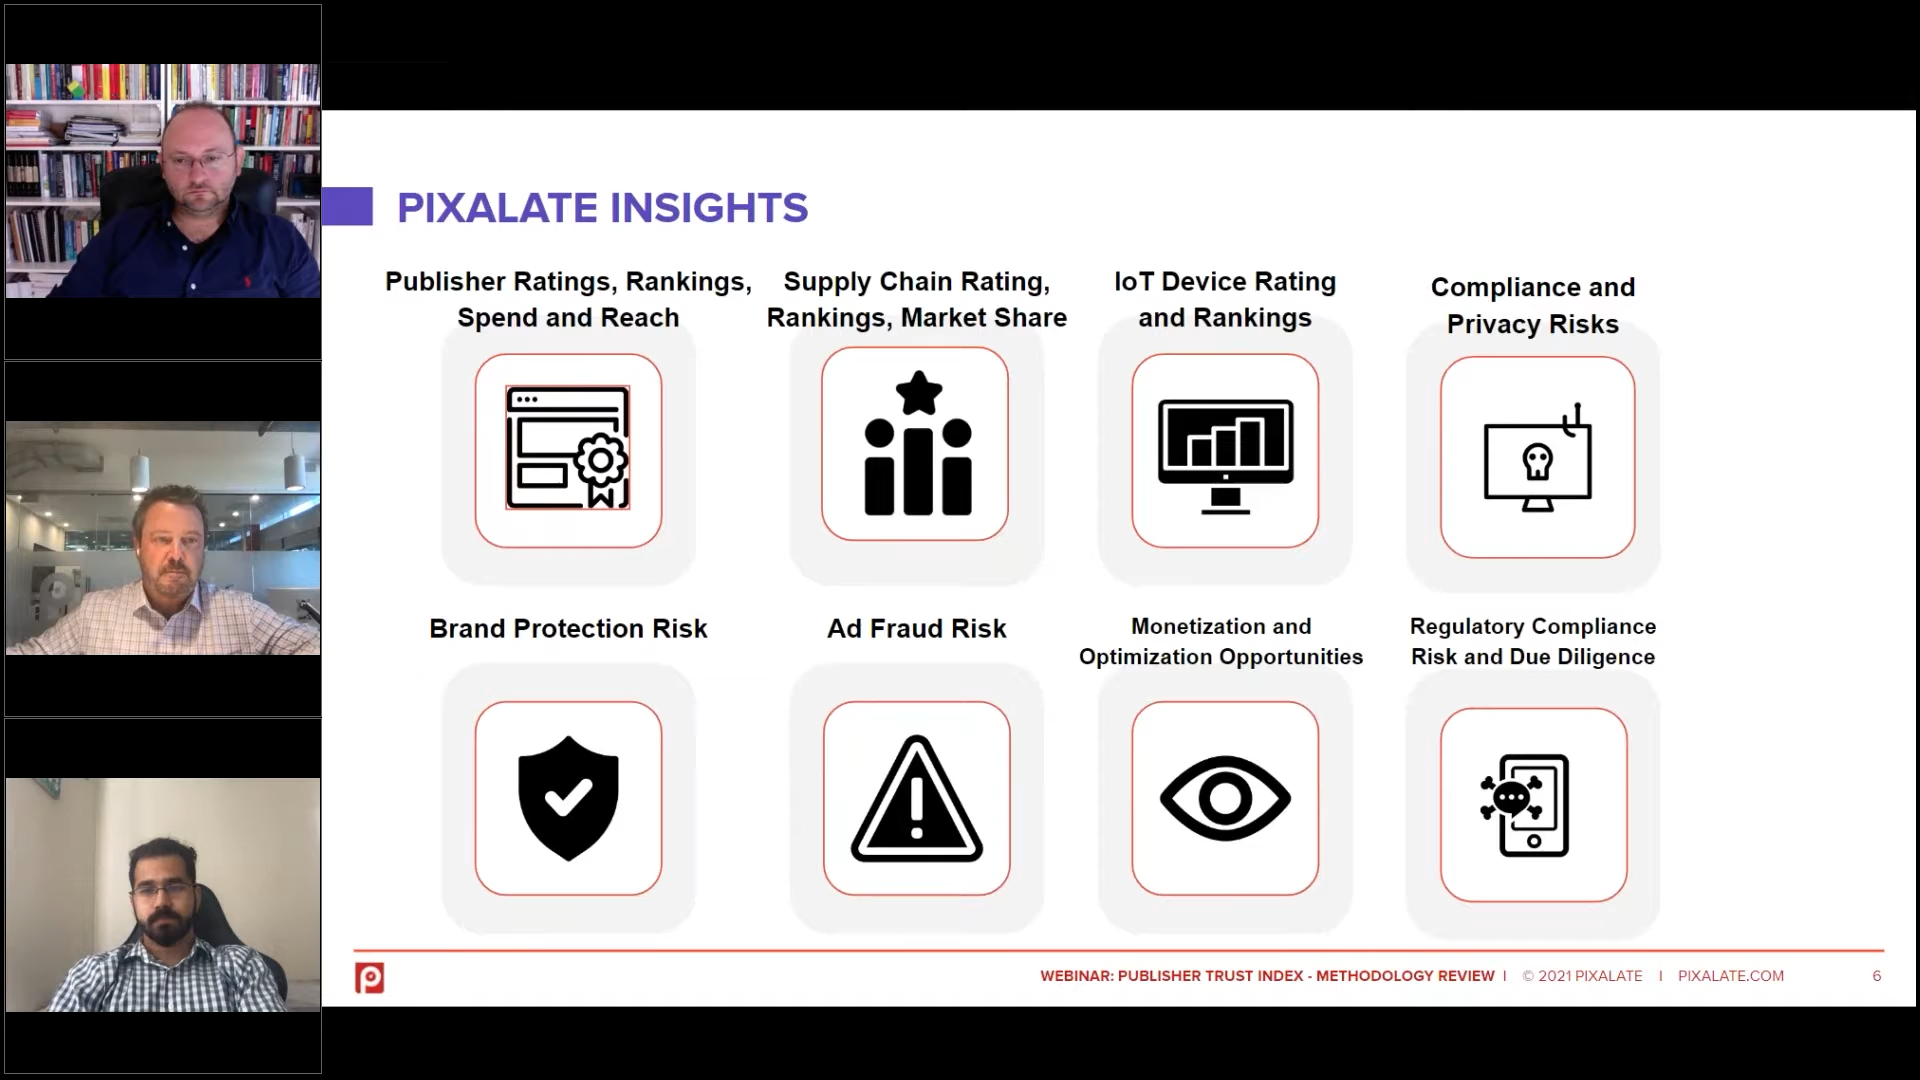 PIXALATE INSIGHTS
Publisher Ratings, Rankings,
Spend and Reach
Supply Chain Rating,
Rankings, Market Share
IoT Device Rating
and Rankings
Compliance and
Privacy Risks
Brand Protection Risk
Ad Fraud Risk
Monetization and
Optimization Opportunities
Regulatory Compliance
Risk and Due Diligence
WEBINAR: PUBLISHER TRUST INDEX - METHODOLOGY REVIEW I © 2021 PIXALATE I PIXALATE.COM 6